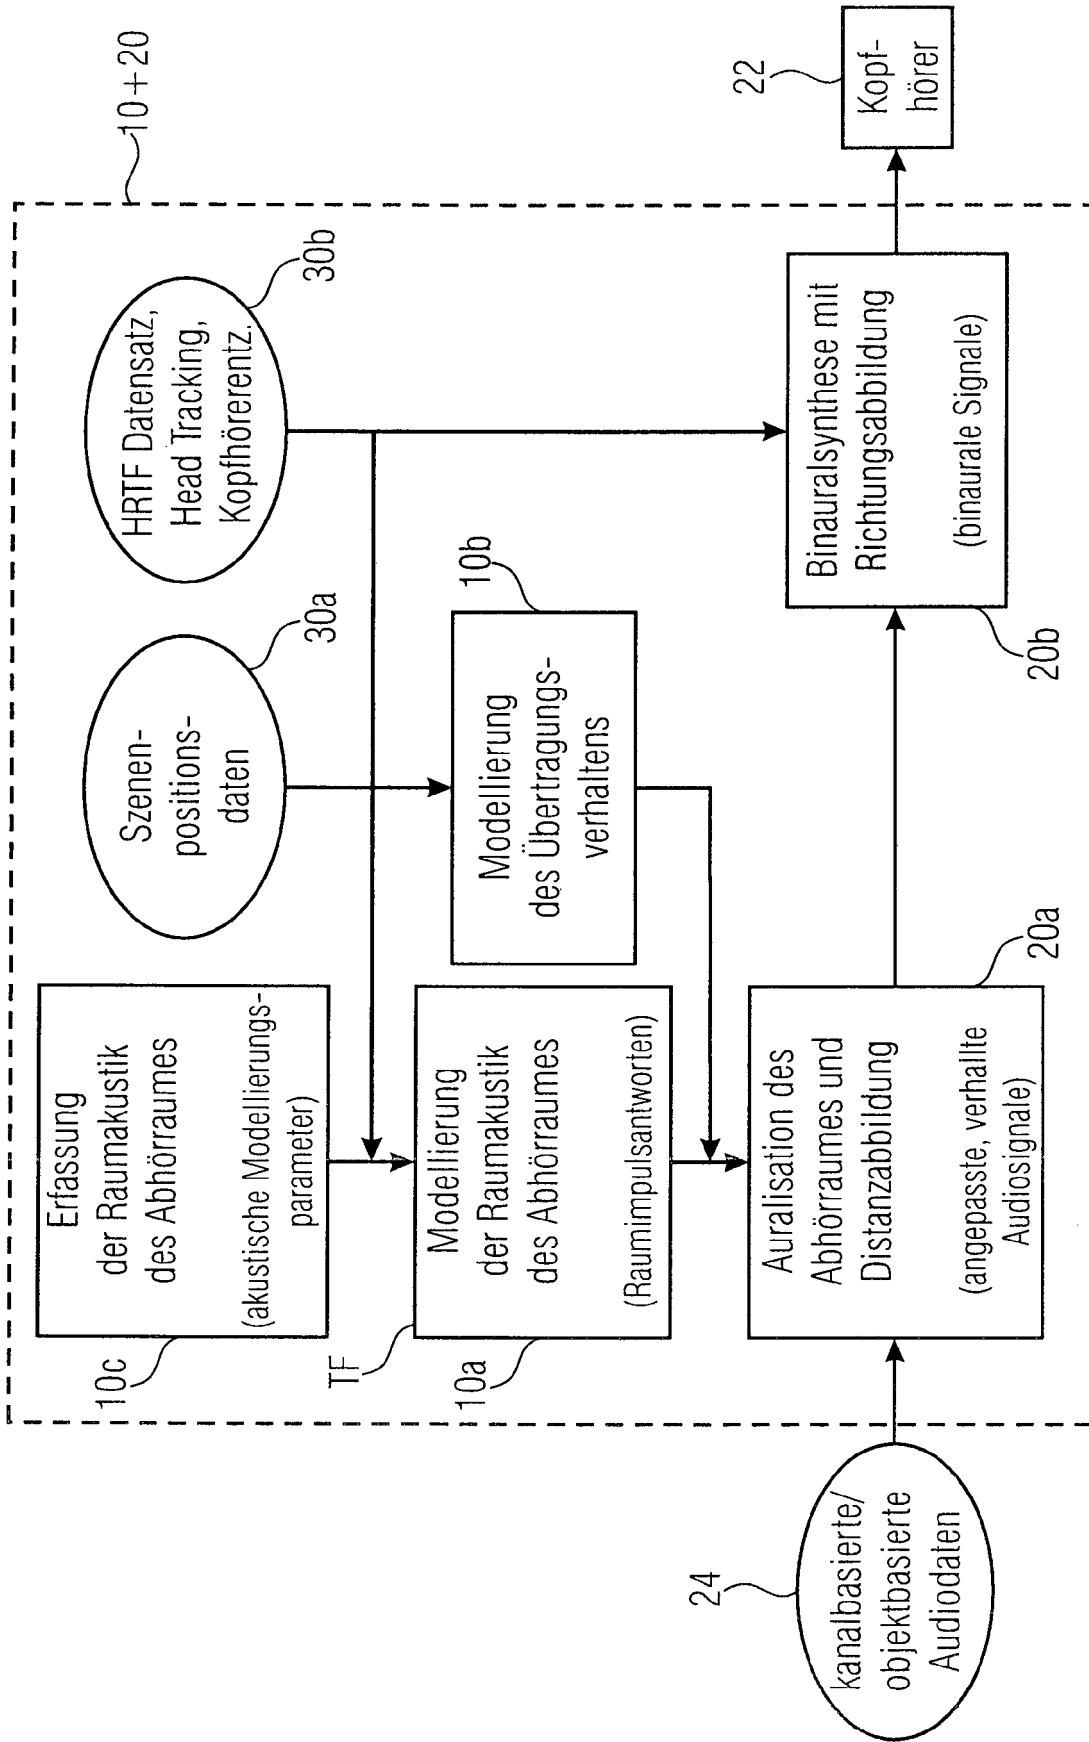 10+20
Erfassung
der Raumakustik
des Abhörraumes
(akustische Modellierungs-
parameter)
10c
Szenen-
positions-
daten
30a
HRTF Datensatz,
Head Tracking,
Kopfhörerentz.
30b
TF
Modellierung
der Raumakustik
des Abhörraumes
(Raumimpulsantworten)
10a
Modellierung
des Übertragungs-
verhaltens
10b
24
kanalbasierte/
objektbasierte
Audiodaten
Auralisation des
Abhörraumes und
Distanzabbildung
(angepasste, verhallte
Audiosignale)
20a
Binauralsynthese mit
Richtungsabbildung
(binaurale Signale)
20b
22
Kopf-
hörer